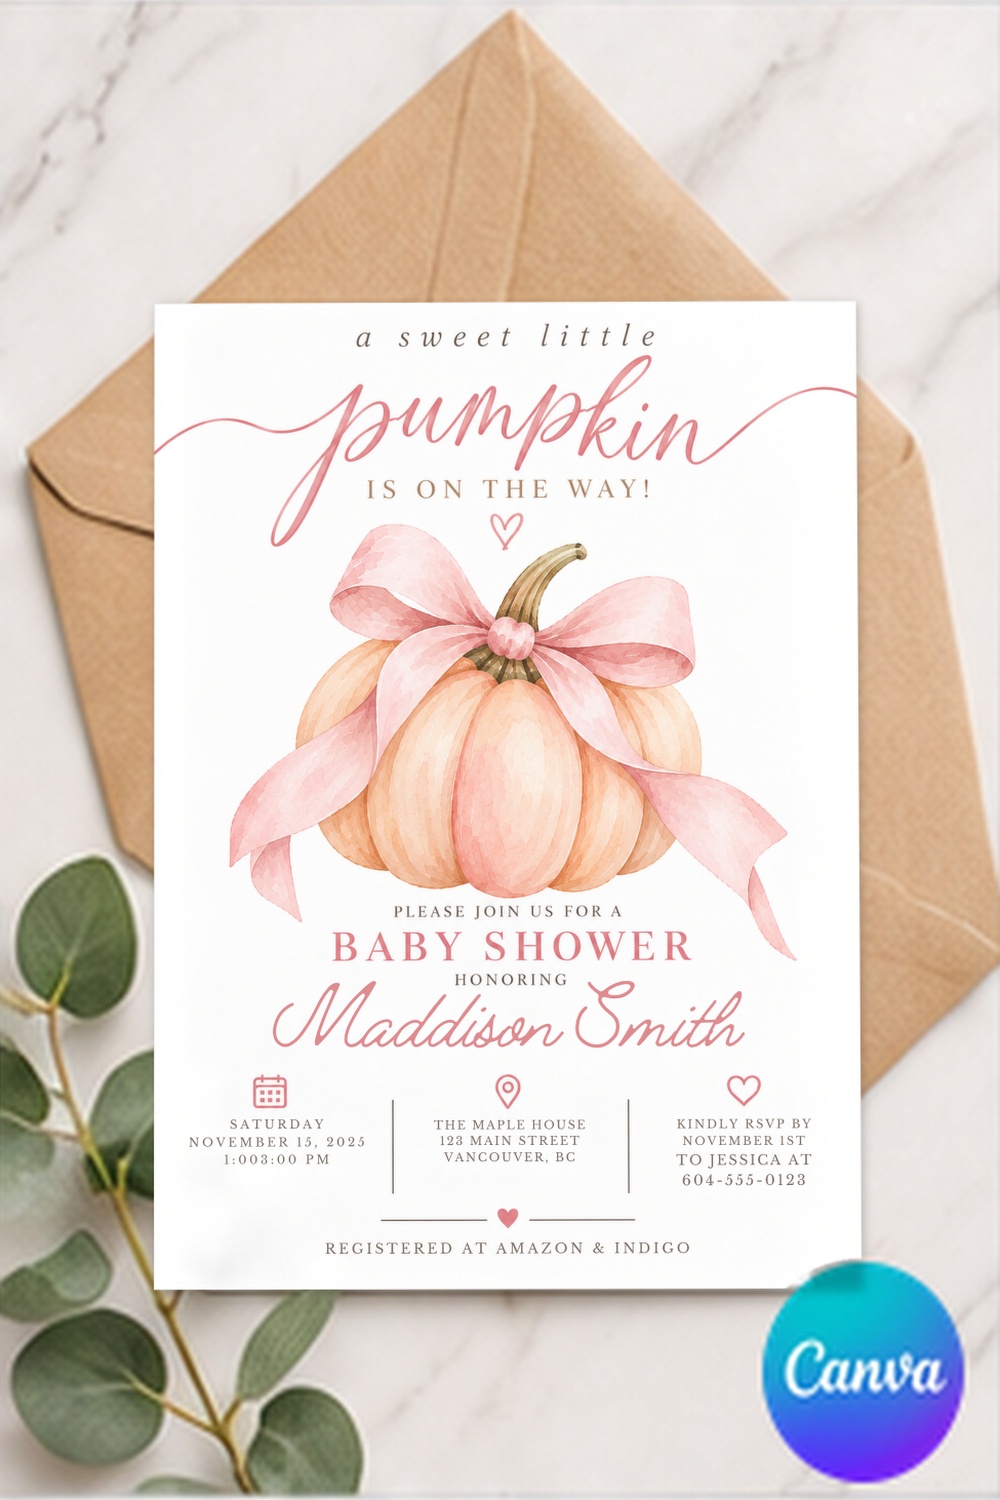 a sweet little
pumpkin
IS ON THE WAY!
PLEASE JOIN US FOR A
BABY SHOWER
HONORING
Maddison Smith
SATURDAY
NOVEMBER 15, 2025
1:003:00 PM
THE MAPLE HOUSE
123 MAIN STREET
VANCOUVER, BC
KINDLY RSVP BY
NOVEMBER 1ST
TO JESSICA AT
604-555-0123
REGISTERED AT AMAZON & INDIGO
Canva